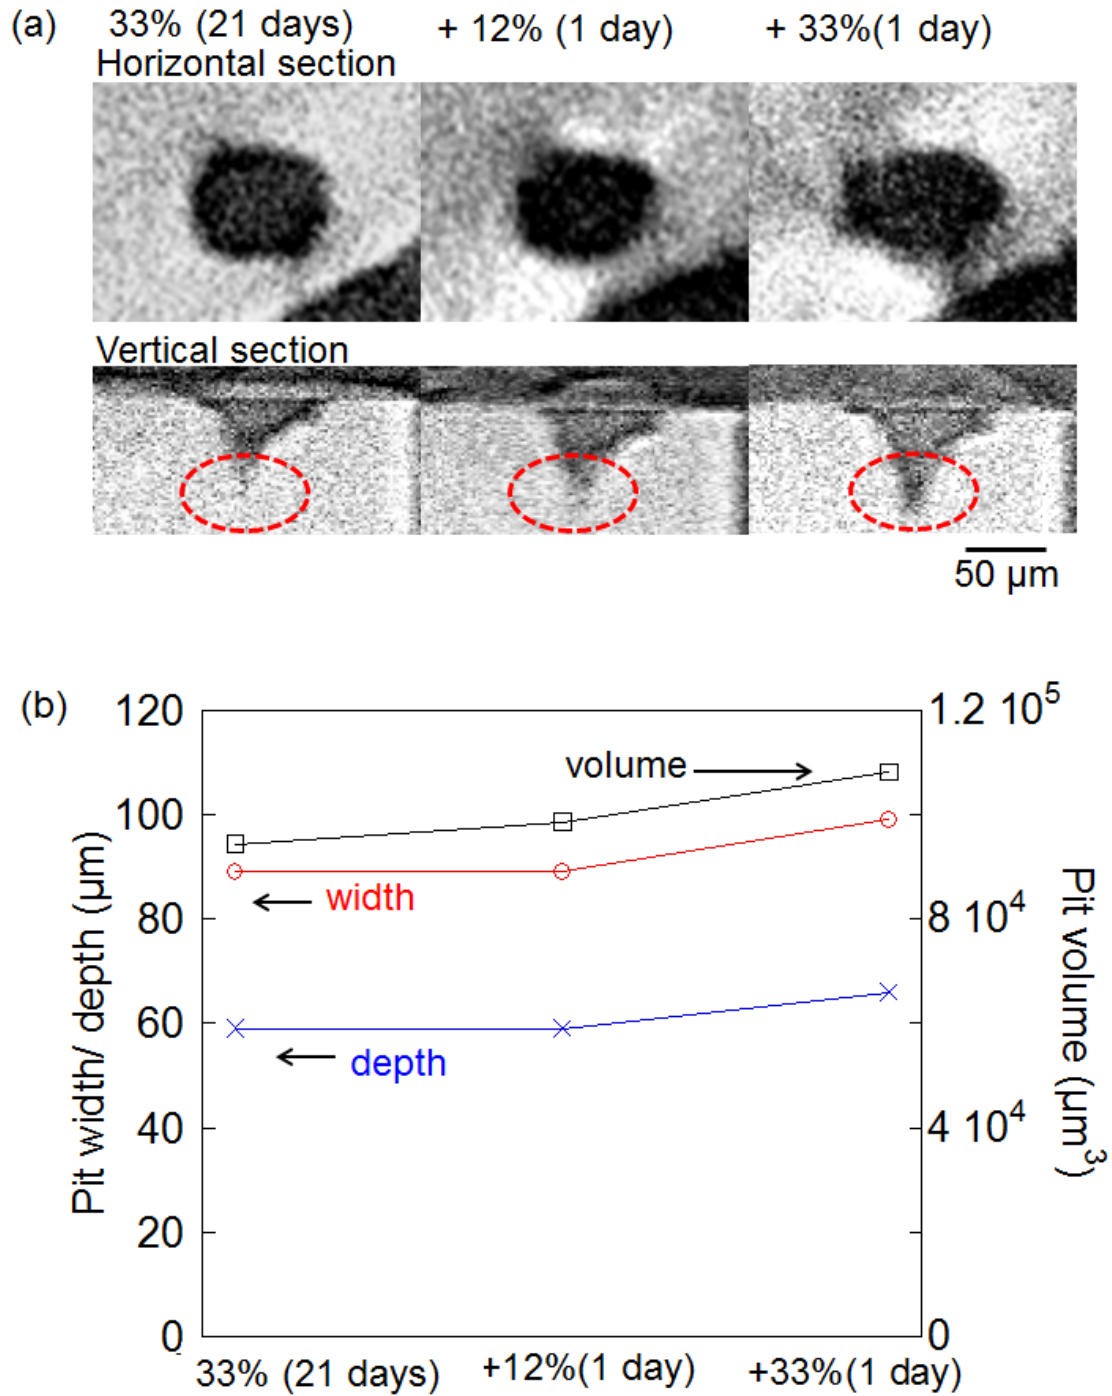 (a) 33% (21 days) + 12% (1 day) + 33%(1 day)
Horizontal section
Vertical section
50 µm
(b)
120
100
80
60
40
20
0
Pit width/ depth (µm)
1.2 10⁵
8 10⁴
4 10⁴
0
Pit volume (µm³)
volume
width
depth
33% (21 days) +12%(1 day) +33%(1 day)